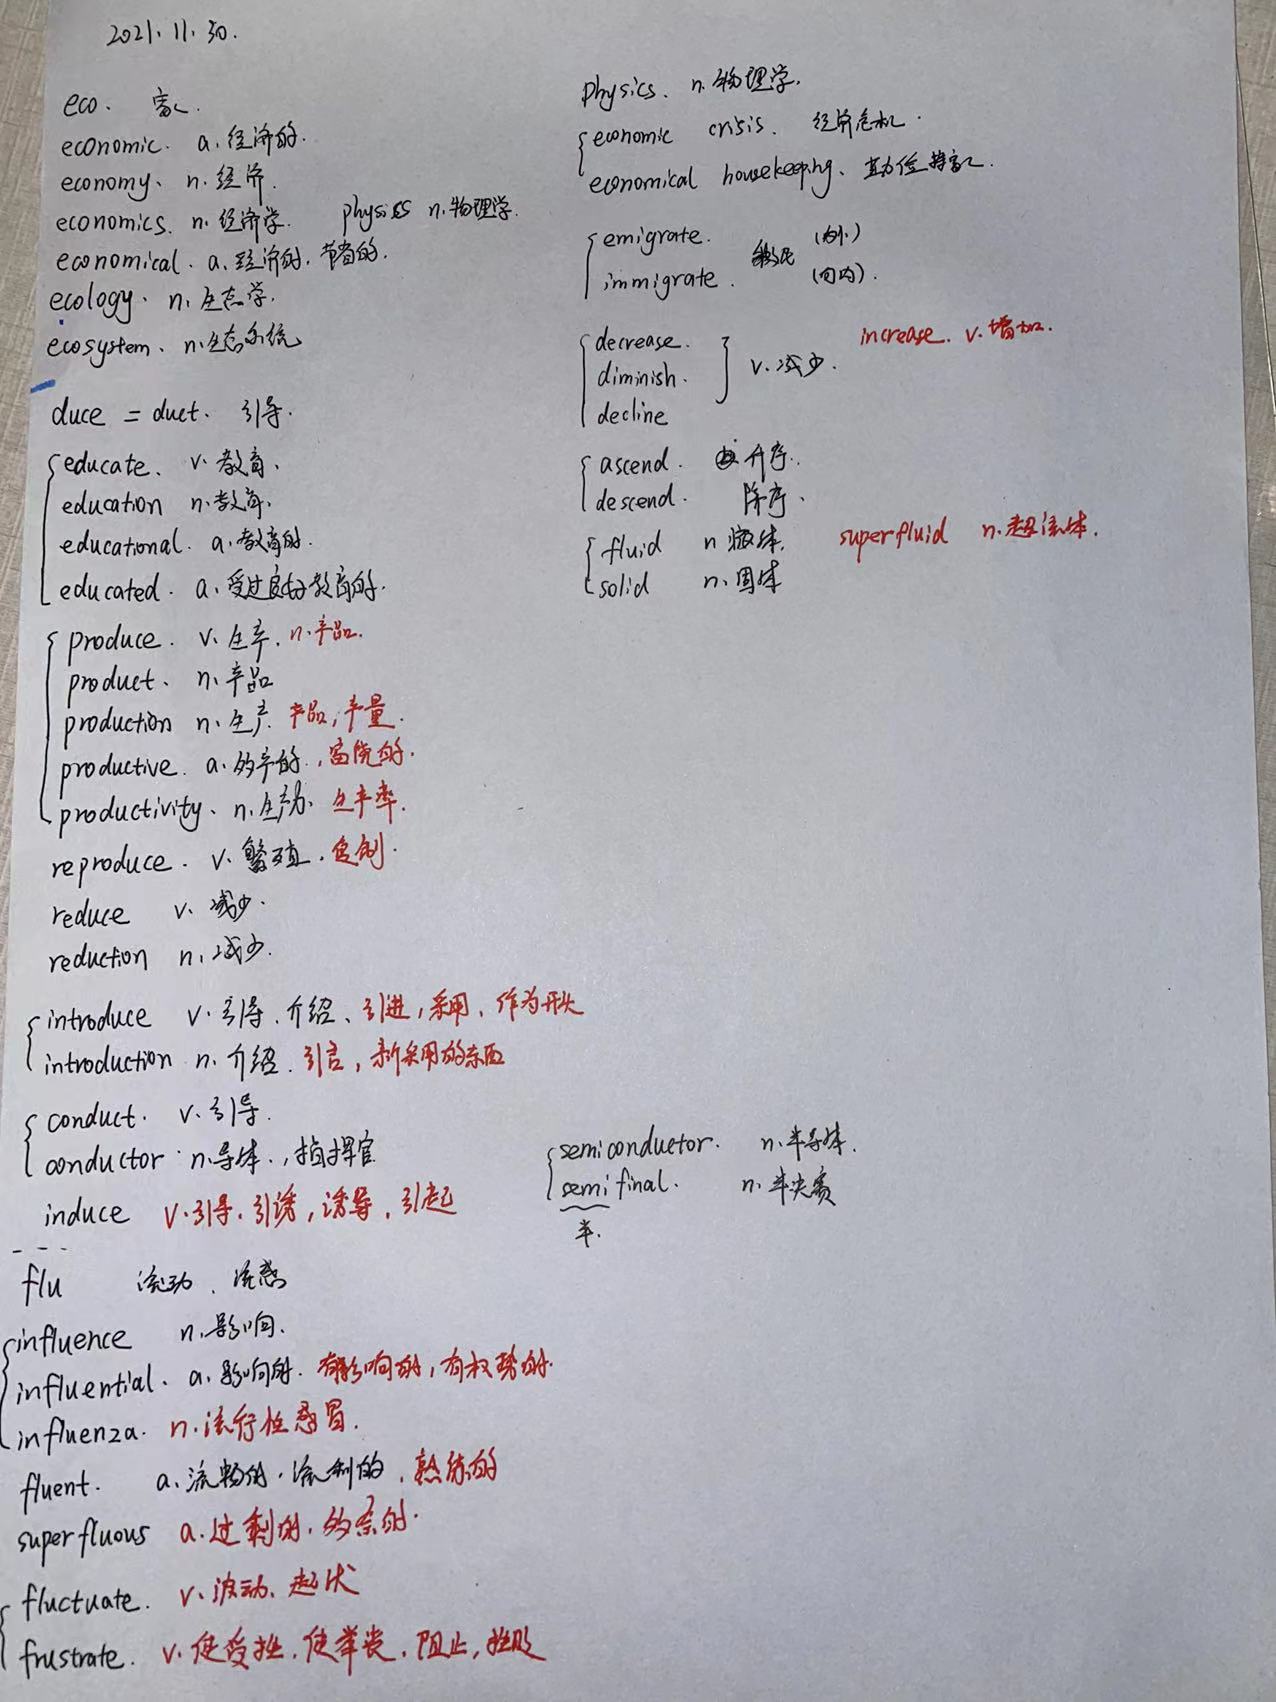 2021.11.30.
eco. 家
economic. a.经济的.
economy、n.经济.
economics. n.经济学. physics n.物理学.
economical. a.经济的.节省的.
ecology. n.生态学.
ecosystem、n.生态系统
duce = duct. 引导.
educate、v.教育、
education n.教育.
educational. a.教育的.
educated. a.受过良好教育的.
produce. v.生产. n.产品.
product、n.产品
production n.生产 产品,产量.
productive. a.多产的,富饶的.
productivity、n.生产力、生产率.
reproduce. v.繁殖.复制.
reduce v.减少.
reduction n.减少.
introduce v.引导.介绍、引进,采用、作为开头
introduction n.介绍.引言,新采用的东西
conduct. v.引导.
conductor n.导体.,指挥官
induce v.引导.引诱,诱导.引起
flu 流动、流感
influence n.影响.
influential. a.影响的.有影响的,有权势的.
influenza. n.流行性感冒.
fluent. a.流畅的.流利的.熟练的
superfluous a.过剩的.多余的.
fluctuate. v.波动、起伏
frustrate. v.使受挫.使举丧.阻止,挫败
physics. n.物理学.
economic crisis. 经济危机.
economical housekeeping、勤俭持家.
emigrate. (向外)
immigrate. 移民 (向内).
decrease.
diminish. v.减少. increase. v.增加.
decline
ascend. 升序.
descend. 降序.
fluid n.液体. superfluid n.超流体.
solid n.固体
semiconductor. n.半导体.
semifinal. n.半决赛
半.